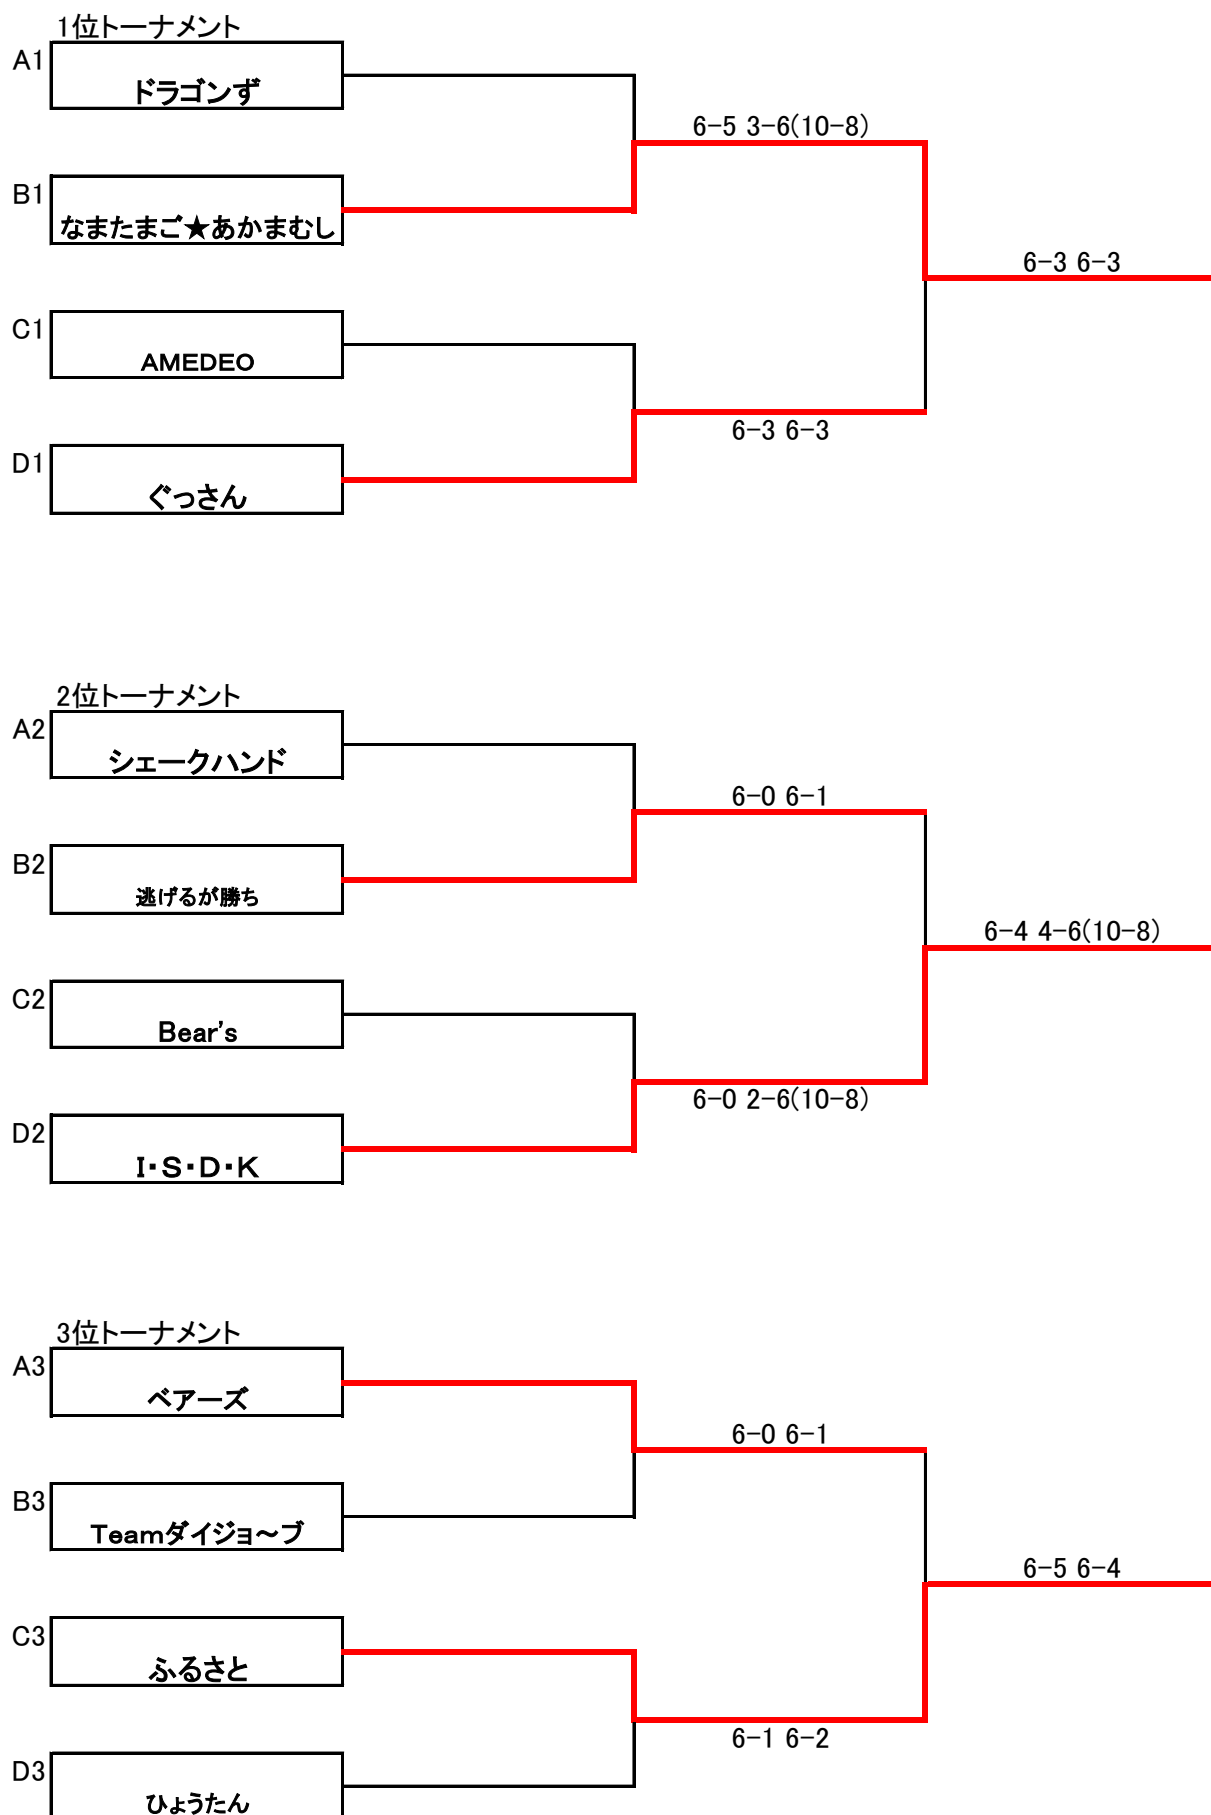 1位トーナメント
A1
ドラゴンず
6-5 3-6(10-8)
B1
なまたまご★あかまむし
6-3 6-3
C1
AMEDEO
6-3 6-3
D1
ぐっさん
2位トーナメント
A2
シェークハンド
6-0 6-1
B2
逃げるが勝ち
6-4 4-6(10-8)
C2
Bear's
6-0 2-6(10-8)
D2
I・S・D・K
3位トーナメント
A3
ベアーズ
6-0 6-1
B3
Teamダイジョ～ブ
6-5 6-4
C3
ふるさと
6-1 6-2
D3
ひょうたん